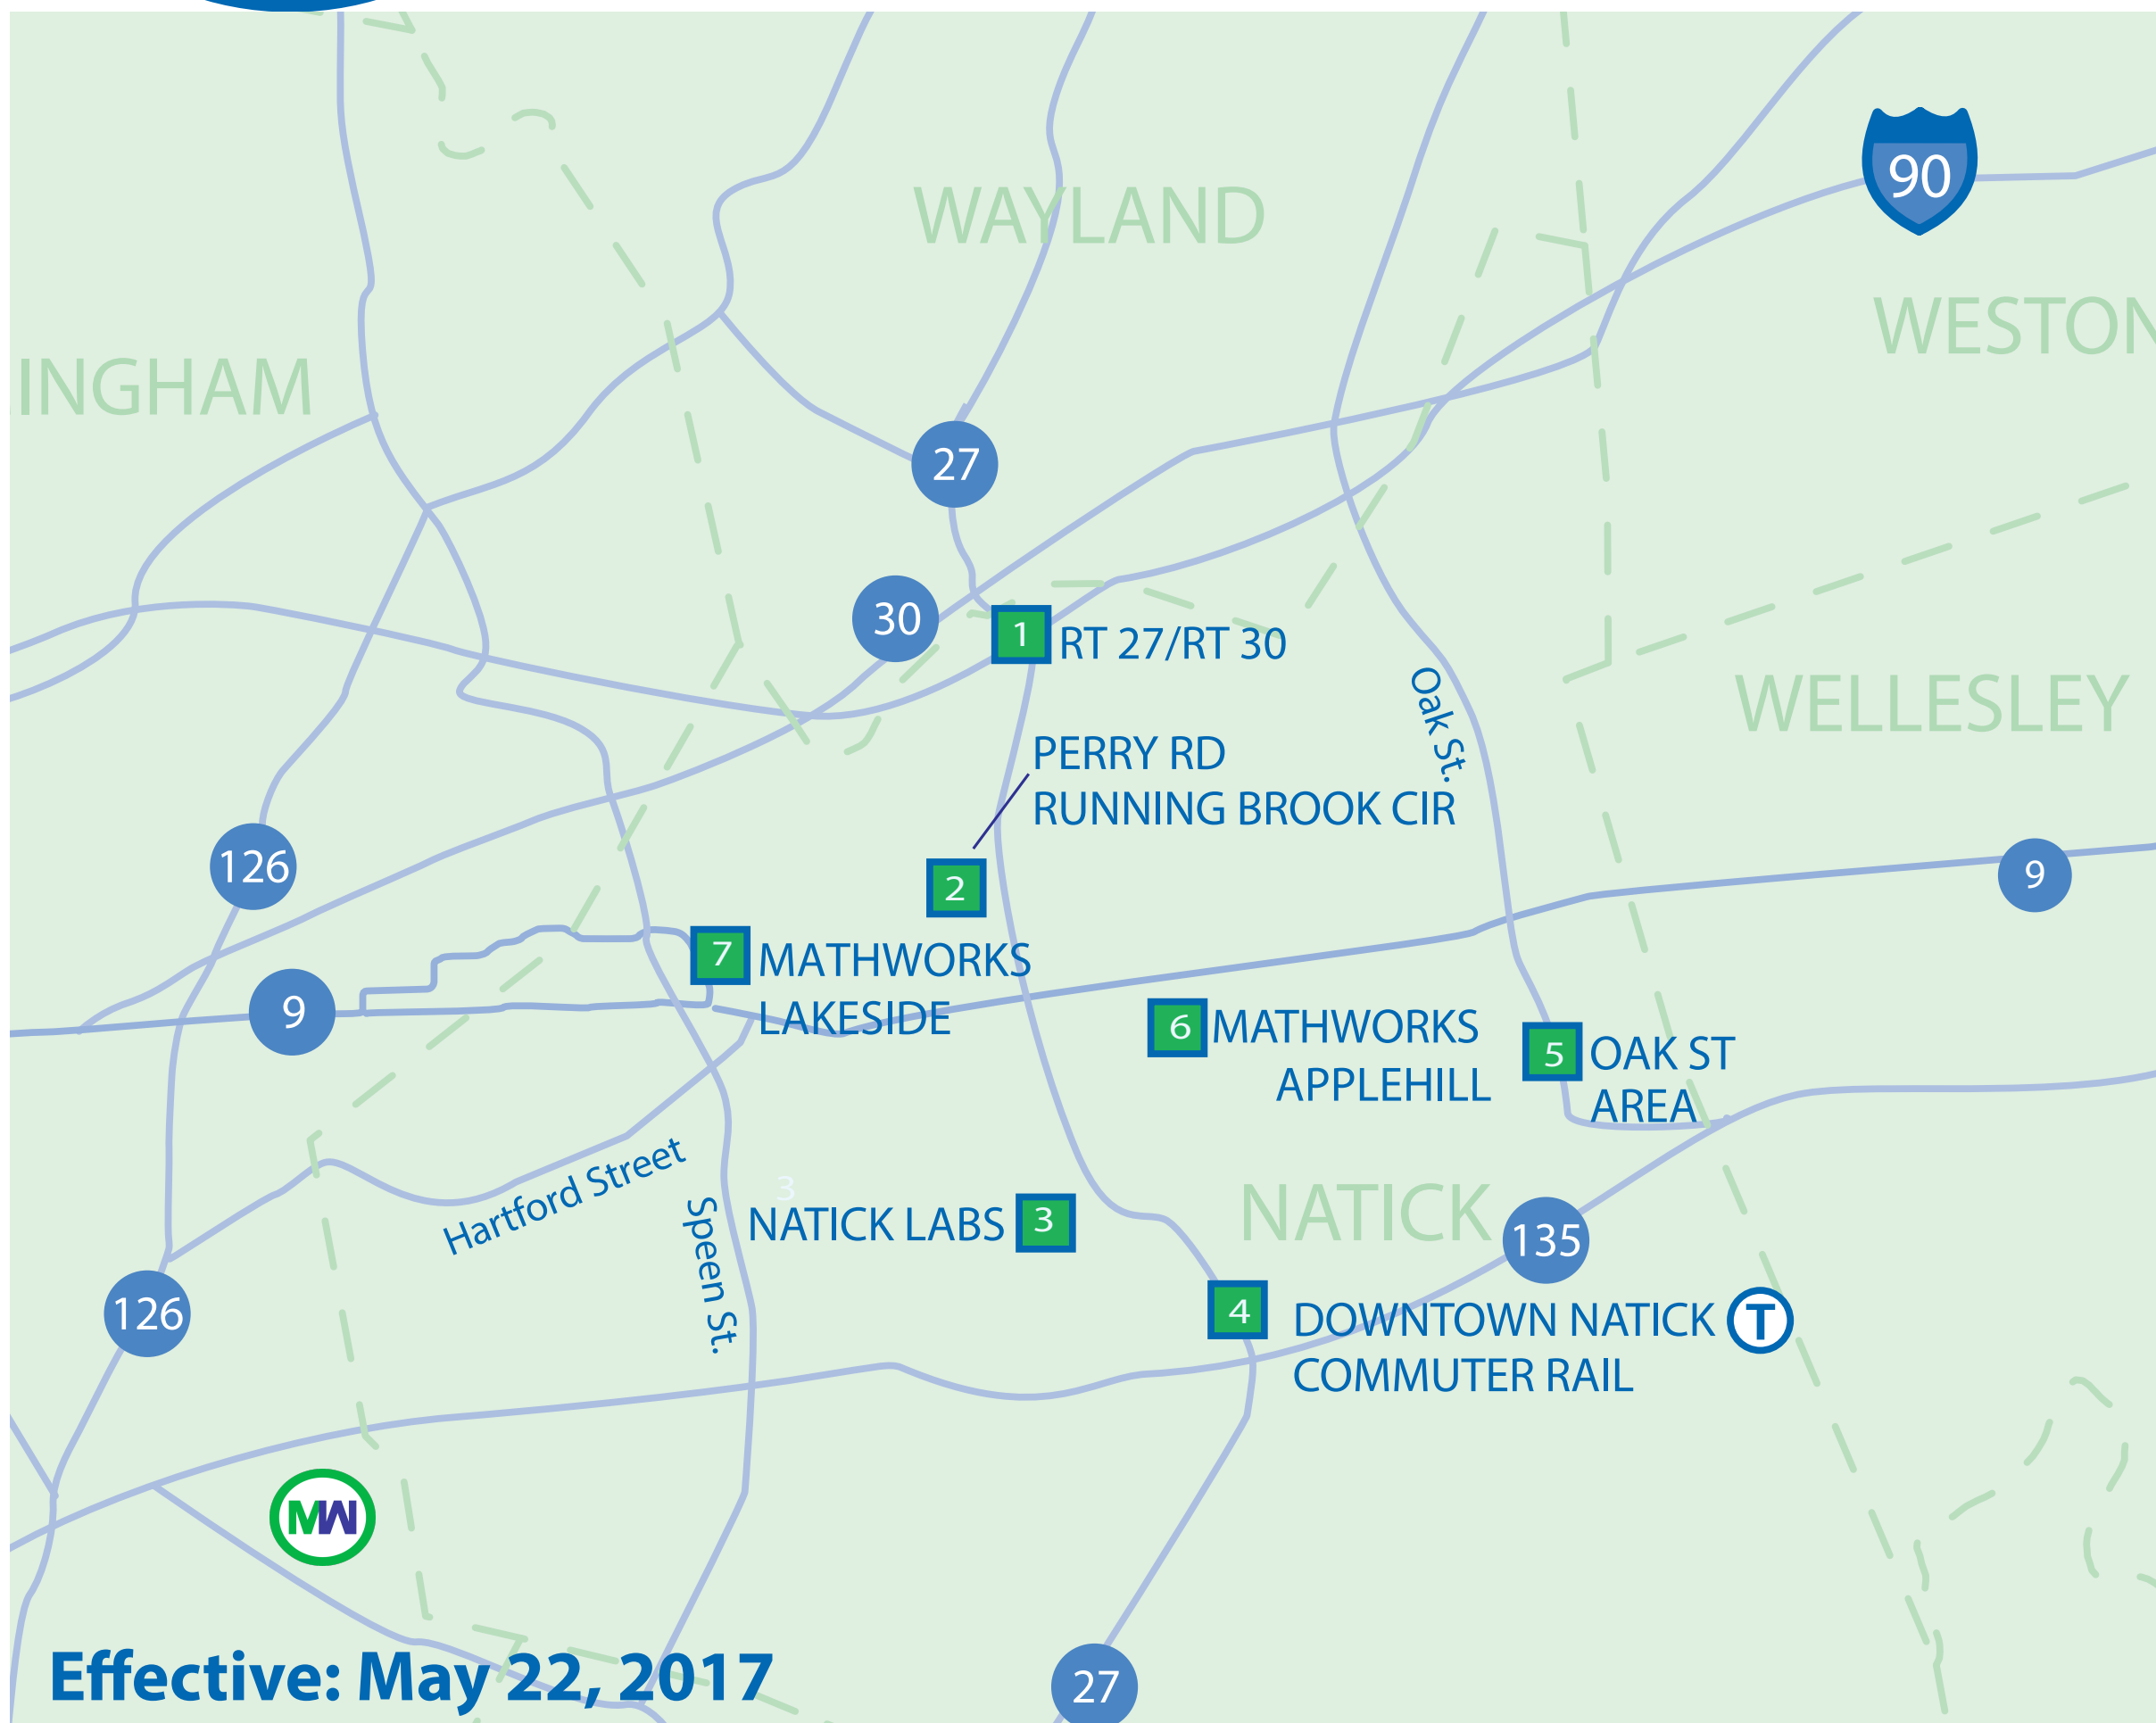 90
WAYLAND
WESTON
INGHAM
27
30
1
RT 27/RT 30
Oak St.
WELLESLEY
PERRY RD
RUNNING BROOK CIR
126
2
9
7
MATHWORKS
LAKESIDE
9
6
MATHWORKS
APPLEHILL
5
OAK ST
AREA
Hartford Street
Speen St.
3
NATICK LABS
3
NATICK
135
126
4
DOWNTOWN NATICK
T
COMMUTER RAIL
MW
Effective: May 22, 2017
27